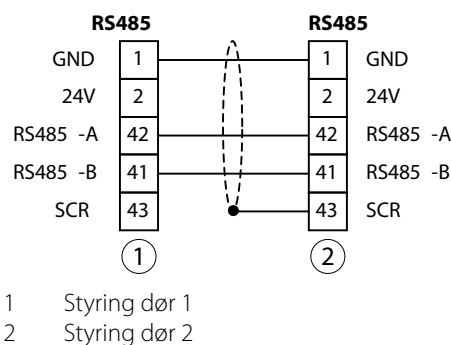 RS485 RS485
GND 1 1 GND
24V 2 2 24V
RS485 -A 42 42 RS485 -A
RS485 -B 41 41 RS485 -B
SCR 43 43 SCR
1 2
1 Styring dør 1
2 Styring dør 2